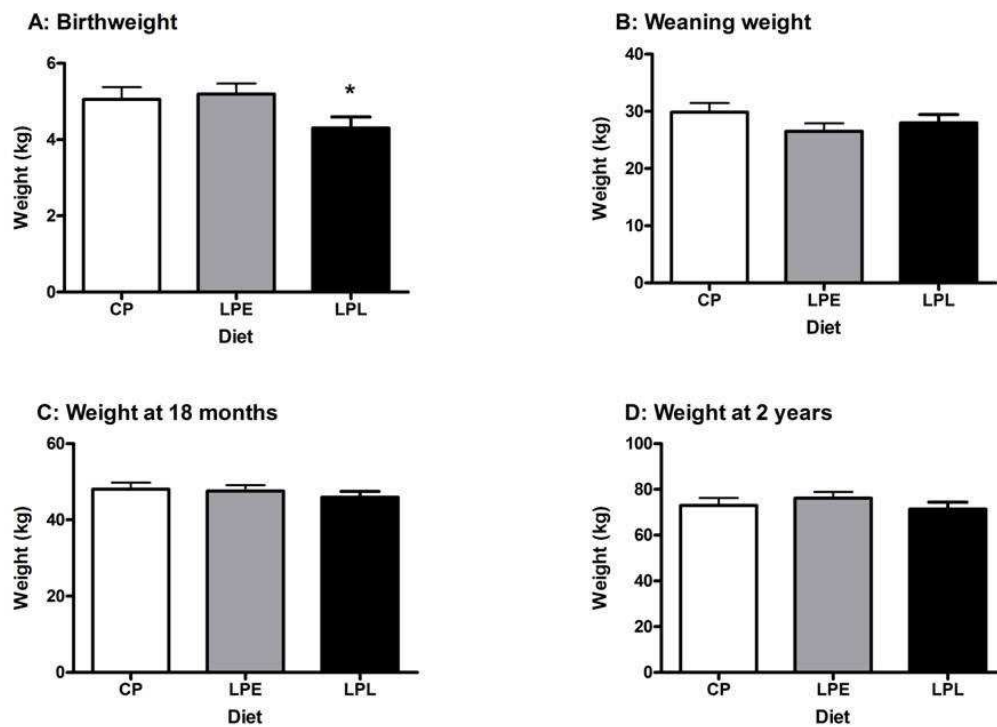 A: Birthweight
6
4
2
0
Weight (kg)
*
CP LPE LPL
Diet
B: Weaning weight
40
30
20
10
0
Weight (kg)
CP LPE LPL
Diet
C: Weight at 18 months
60
40
20
0
Weight (kg)
CP LPE LPL
Diet
D: Weight at 2 years
100
80
60
40
20
0
Weight (kg)
CP LPE LPL
Diet